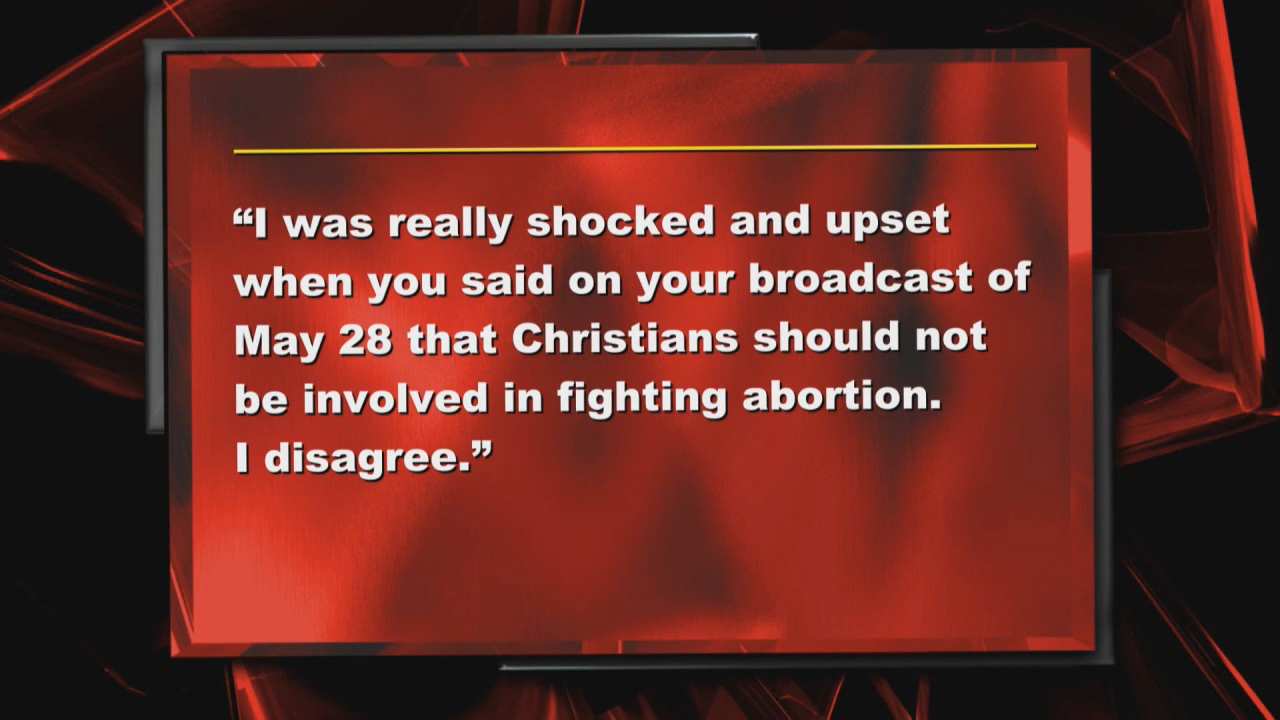 “I was really shocked and upset
when you said on your broadcast of
May 28 that Christians should not
be involved in fighting abortion.
I disagree.”